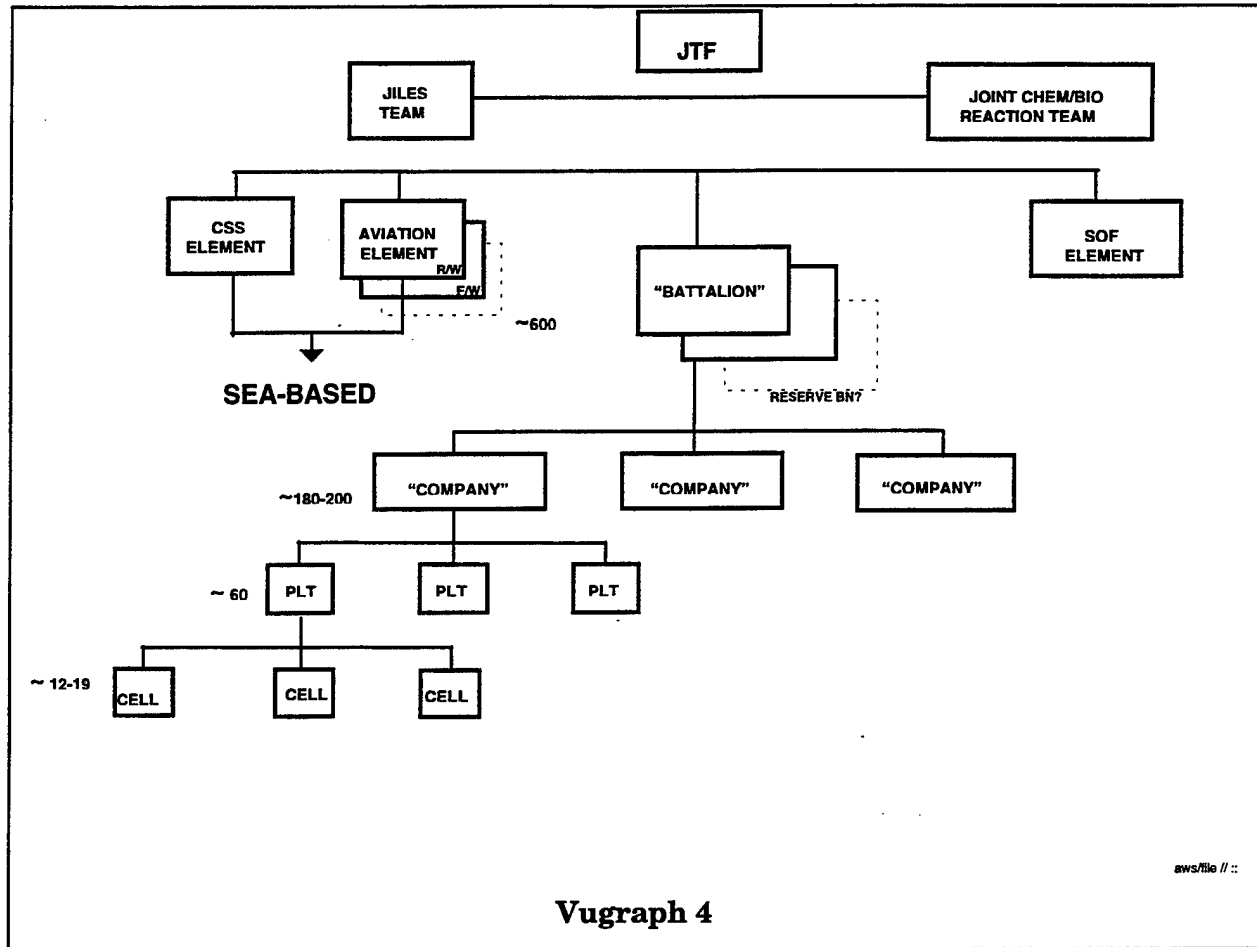 JTF
JILES
TEAM
JOINT CHEM/BIO
REACTION TEAM
CSS
ELEMENT
AVIATION
ELEMENT
R/W
F/W
~600
"BATTALION"
RESERVE BN?
SOF
ELEMENT
SEA-BASED
~180-200
"COMPANY"
"COMPANY"
"COMPANY"
~ 60
PLT
PLT
PLT
~ 12-19
CELL
CELL
CELL
aws/file // ::
Vugraph 4